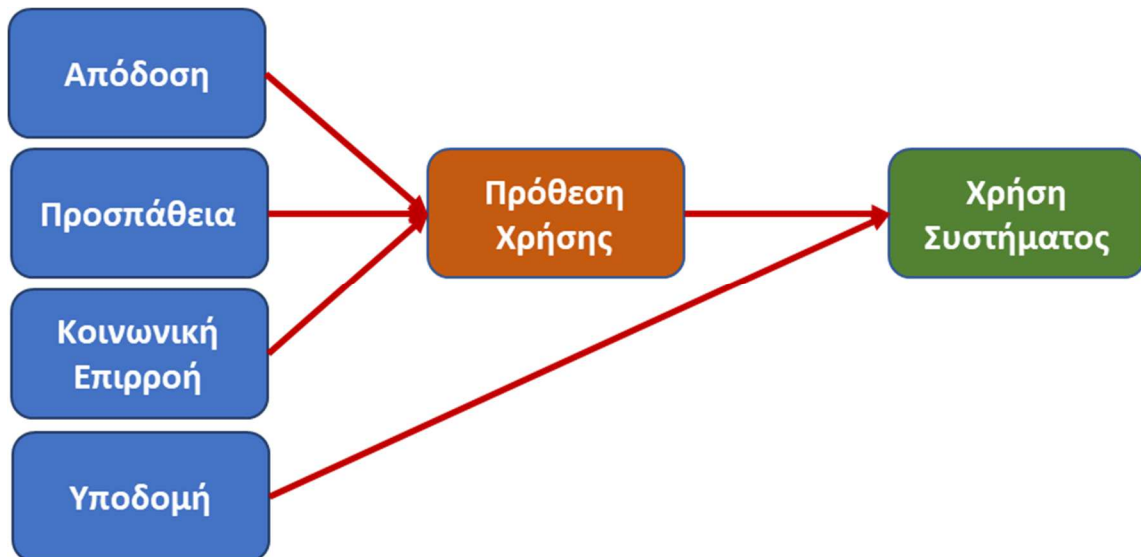 Απόδοση
Προσπάθεια
Κοινωνική
Επιρροή
Υποδομή
Πρόθεση
Χρήσης
Χρήση
Συστήματος